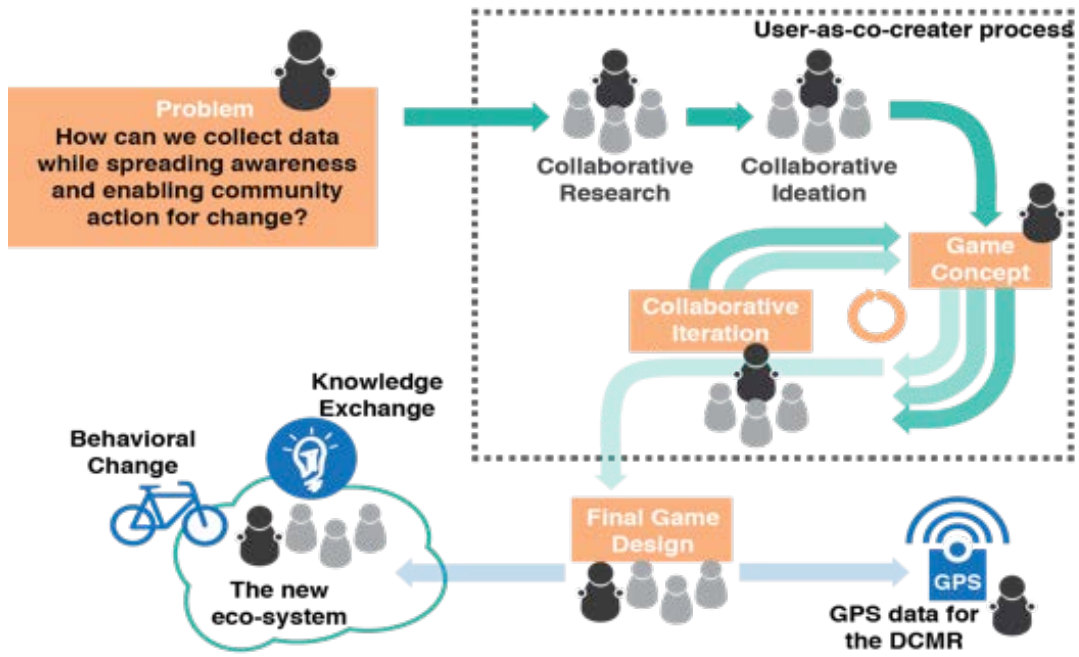 User-as-co-creater process
Problem
How can we collect data
while spreading awareness
and enabling community
action for change?
Collaborative
Research
Collaborative
Ideation
Game
Concept
Collaborative
Iteration
Knowledge
Exchange
Behavioral
Change
The new
eco-system
Final Game
Design
GPS
GPS data for
the DCMR